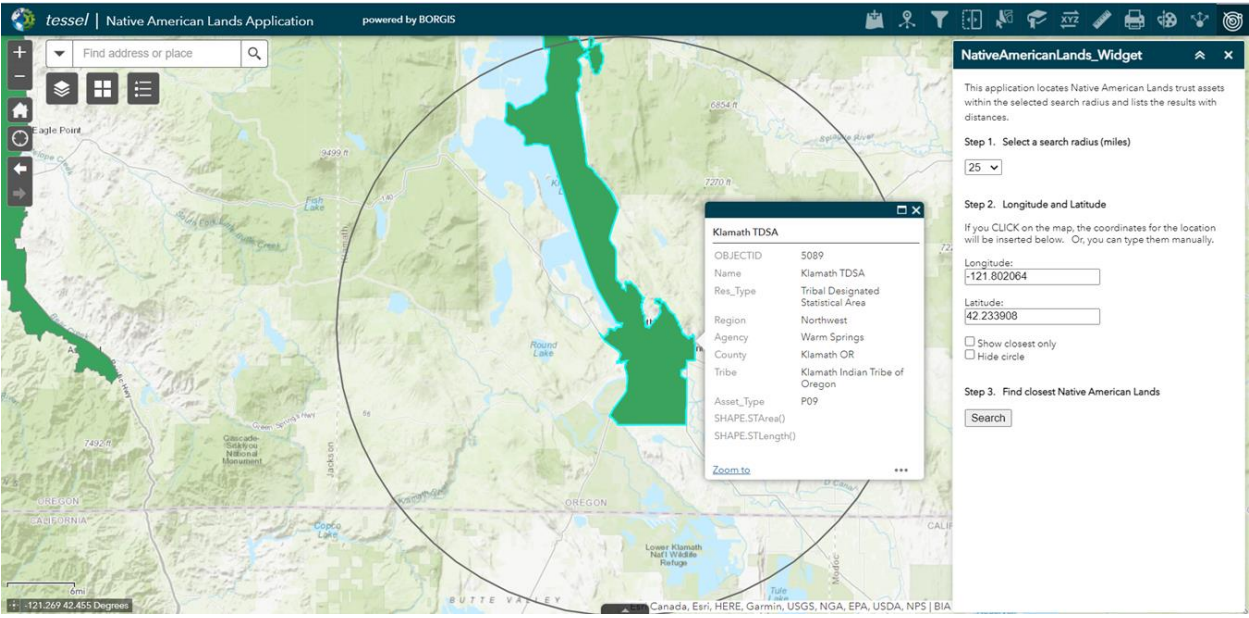 tessel | Native American Lands Application powered by BORGIS
Find address or place
NativeAmericanLands_Widget
This application locates Native American Lands trust assets
within the selected search radius and lists the results with
distances.
Step 1. Select a search radius (miles)
25
Step 2. Longitude and Latitude
If you CLICK on the map, the coordinates for the location
will be inserted below. Or, you can type them manually.
Longitude:
-121.802064
Latitude:
42.233908
Show closest only
Hide circle
Step 3. Find closest Native American Lands
Search
Klamath TDSA
OBJECTID 5089
Name Klamath TDSA
Res_Type Tribal Designated
Statistical Area
Region Northwest
Agency Warm Springs
County Klamath OR
Tribe Klamath Indian Tribe of
Oregon
Asset_Type P09
SHAPE.STArea()
SHAPE.STLength()
Zoom to
Eagle Point
9499 ft
6854 ft
7270 ft
Fish
Lake
Klamath
Round
Lake
7492 ft
Cascade-
Siskiyou
National
Monument
Jackson
66
OREGON
CALIFORNIA
OREGON
Copco
Lake
Lower Klamath
Nat'l Wildlife
Refuge
Modoc
Tule
Lake
BUTTE VALLEY
6mi
-121.269 42.455 Degrees
Esri Canada, Esri, HERE, Garmin, USGS, NGA, EPA, USDA, NPS | BIA